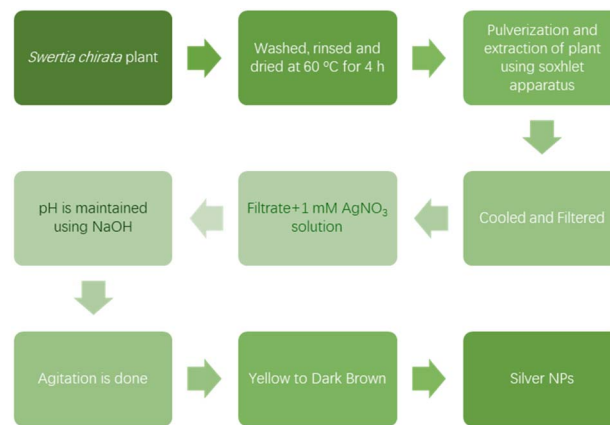 Swertia chirata plant
Washed, rinsed and
dried at 60 °C for 4 h
Pulverization and
extraction of plant
using soxhlet
apparatus
Cooled and Filtered
Filtrate+1 mM AgNO₃
solution
pH is maintained
using NaOH
Agitation is done
Yellow to Dark Brown
Silver NPs